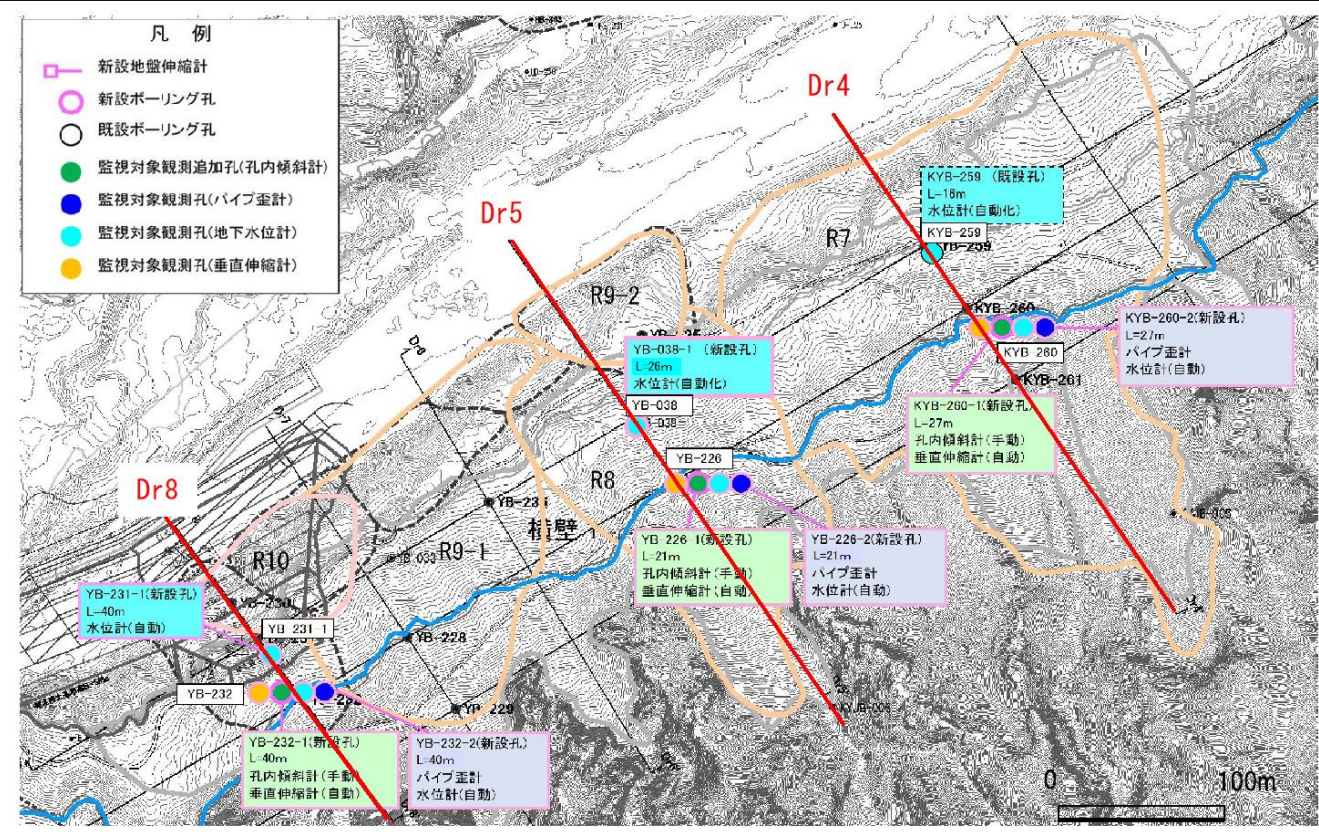 凡 例
新設地盤伸縮計
新設ボーリング孔
既設ボーリング孔
監視対象観測追加孔(孔内傾斜計)
監視対象観測孔(パイプ歪計)
監視対象観測孔(地下水位計)
監視対象観測孔(垂直伸縮計)
Dr4
KYB-259 (既設孔)
L=16m
水位計(自動化)
KYB-259
R7
Dr5
R9-2
KYB-260
KYB-260
KYB-261
KYB-260-2(新設孔)
L=27m
パイプ歪計
水位計(自動)
KYB-260-1(新設孔)
L=27m
孔内傾斜計(手動)
垂直伸縮計(自動)
YB-038-1 (新設孔)
L=26m
水位計(自動化)
YB-038
YB-226
R8
横壁
YB-226-1(新設孔)
L=21m
孔内傾斜計(手動)
垂直伸縮計(自動)
YB-226-2(新設孔)
L=21m
パイプ歪計
水位計(自動)
Dr8
R10
R9-1
YB-033
YB-228
YB-229
YB-231-1(新設孔)
L=40m
水位計(自動)
YB-231-1
YB-232
YB-232-1(新設孔)
L=40m
孔内傾斜計(手動)
垂直伸縮計(自動)
YB-232-2(新設孔)
L=40m
パイプ歪計
水位計(自動)
0 100m